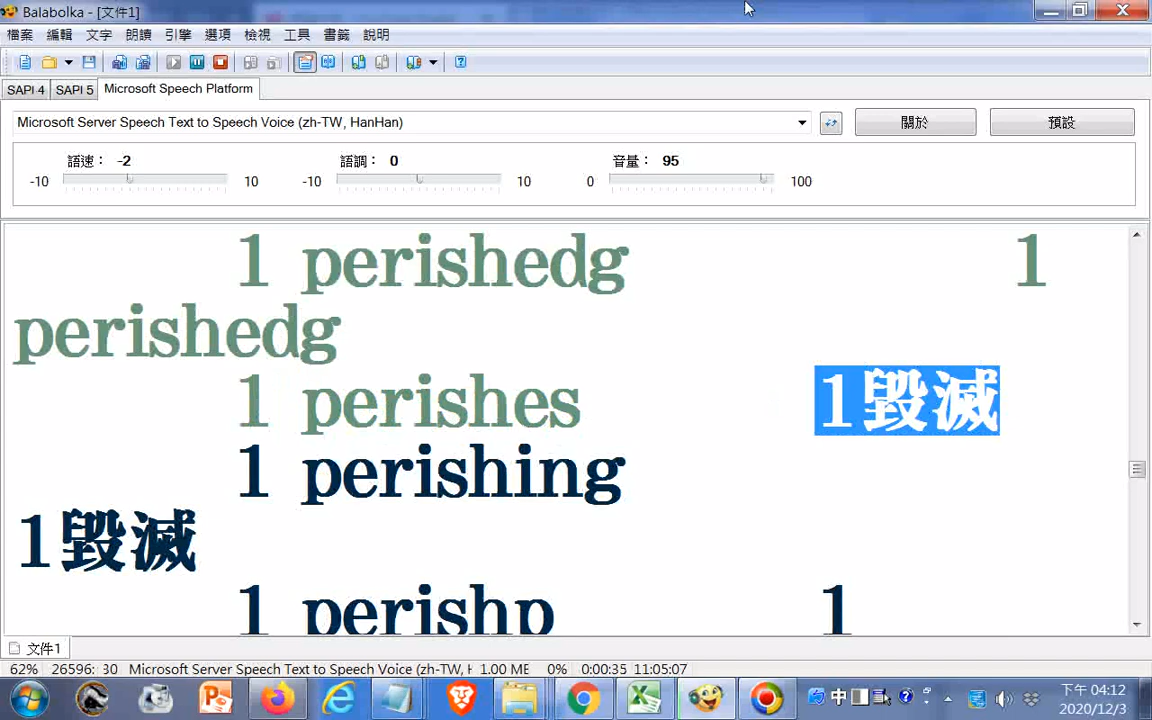 Balabolka - [文件1]
檔案 編輯 文字 朗讀 引擎 選項 檢視 工具 書籤 說明
SAPI 4 SAPI 5 Microsoft Speech Platform
Microsoft Server Speech Text to Speech Voice (zh-TW, HanHan) 關於 預設
語速： -2 語調： 0 音量： 95
-10 10 -10 10 0 100
1 perishedg 1
perishedg
1 perishes 1毀滅
1 perishing
1毀滅
1 perishp 1
文件1
62% 26596: 30 Microsoft Server Speech Text to Speech Voice (zh-TW, 1.00 ME 0% 0:00:35 11:05:07
中 下午 04:12
2020/12/3